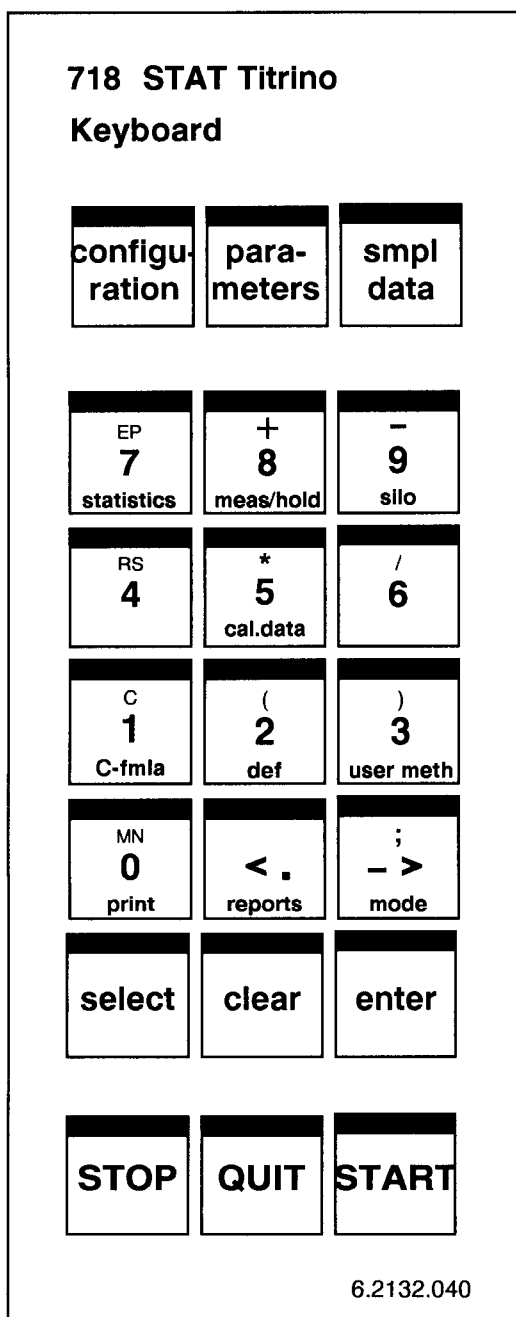 718 STAT Titrino
Keyboard
configu- para- smpl
ration meters data
EP + –
7 8 9
statistics meas/hold silo
RS * /
4 5 6
cal.data
C ( )
1 2 3
C-fmla def user meth
MN ;
0 < . – >
print reports mode
select clear enter
STOP QUIT START
6.2132.040